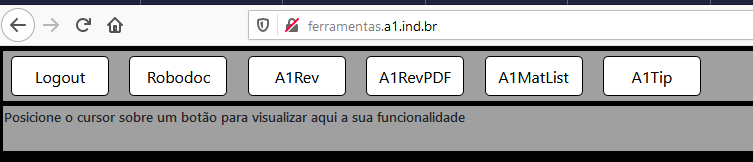 ferramentas.a1.ind.br
Logout Robodoc A1Rev A1RevPDF A1MatList A1Tip
Posicione o cursor sobre um botão para visualizar aqui a sua funcionalidade